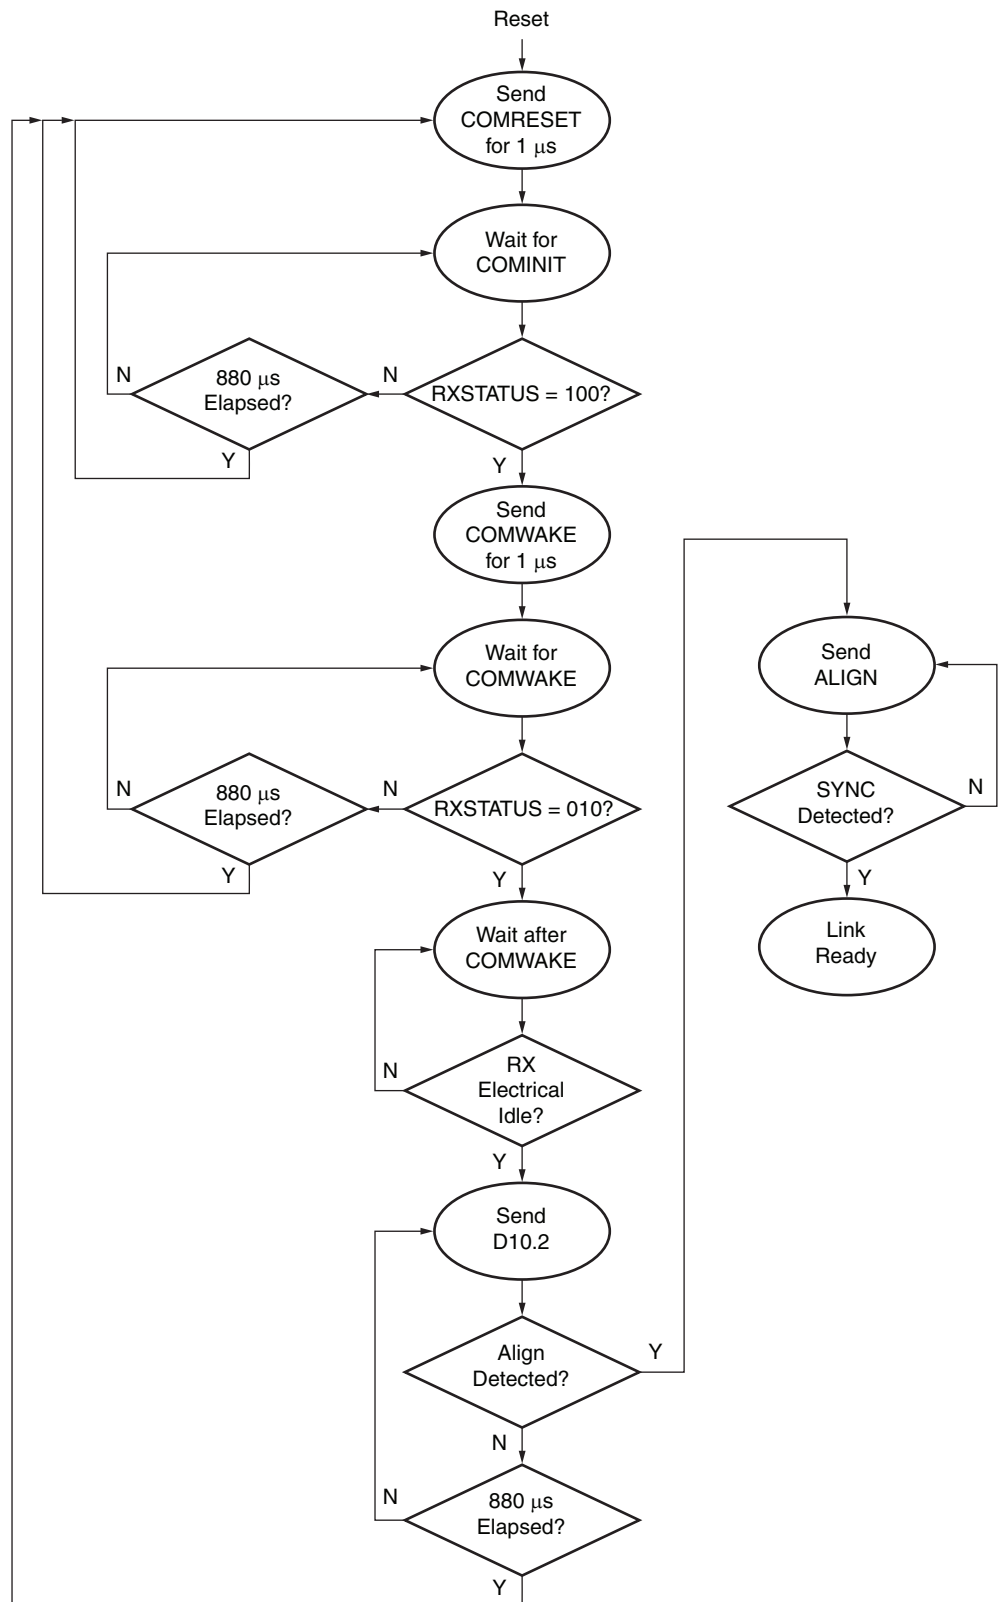 Reset
Send
COMRESET
for 1 μs
Wait for
COMINIT
RXSTATUS = 100?
N
880 μs
Elapsed?
N
Y
Y
Send
COMWAKE
for 1 μs
Wait for
COMWAKE
RXSTATUS = 010?
N
880 μs
Elapsed?
N
Y
Y
Wait after
COMWAKE
RX
Electrical
Idle?
N
Y
Send
D10.2
Align
Detected?
Y
N
880 μs
Elapsed?
N
Y
Send
ALIGN
SYNC
Detected?
N
Y
Link
Ready